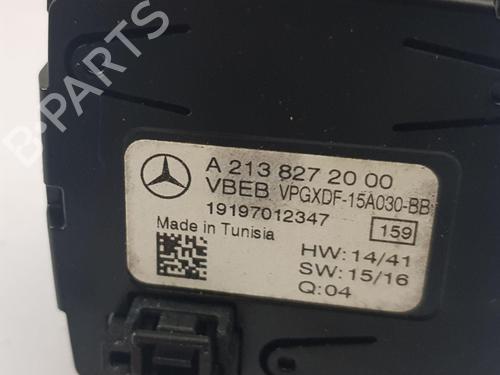 B-PARTS
A 213 827 20 00
VBEB VPGXDF-15A030-BB
19197012347 159
Made in Tunisia
HW: 14/41
SW: 15/16
Q: 04